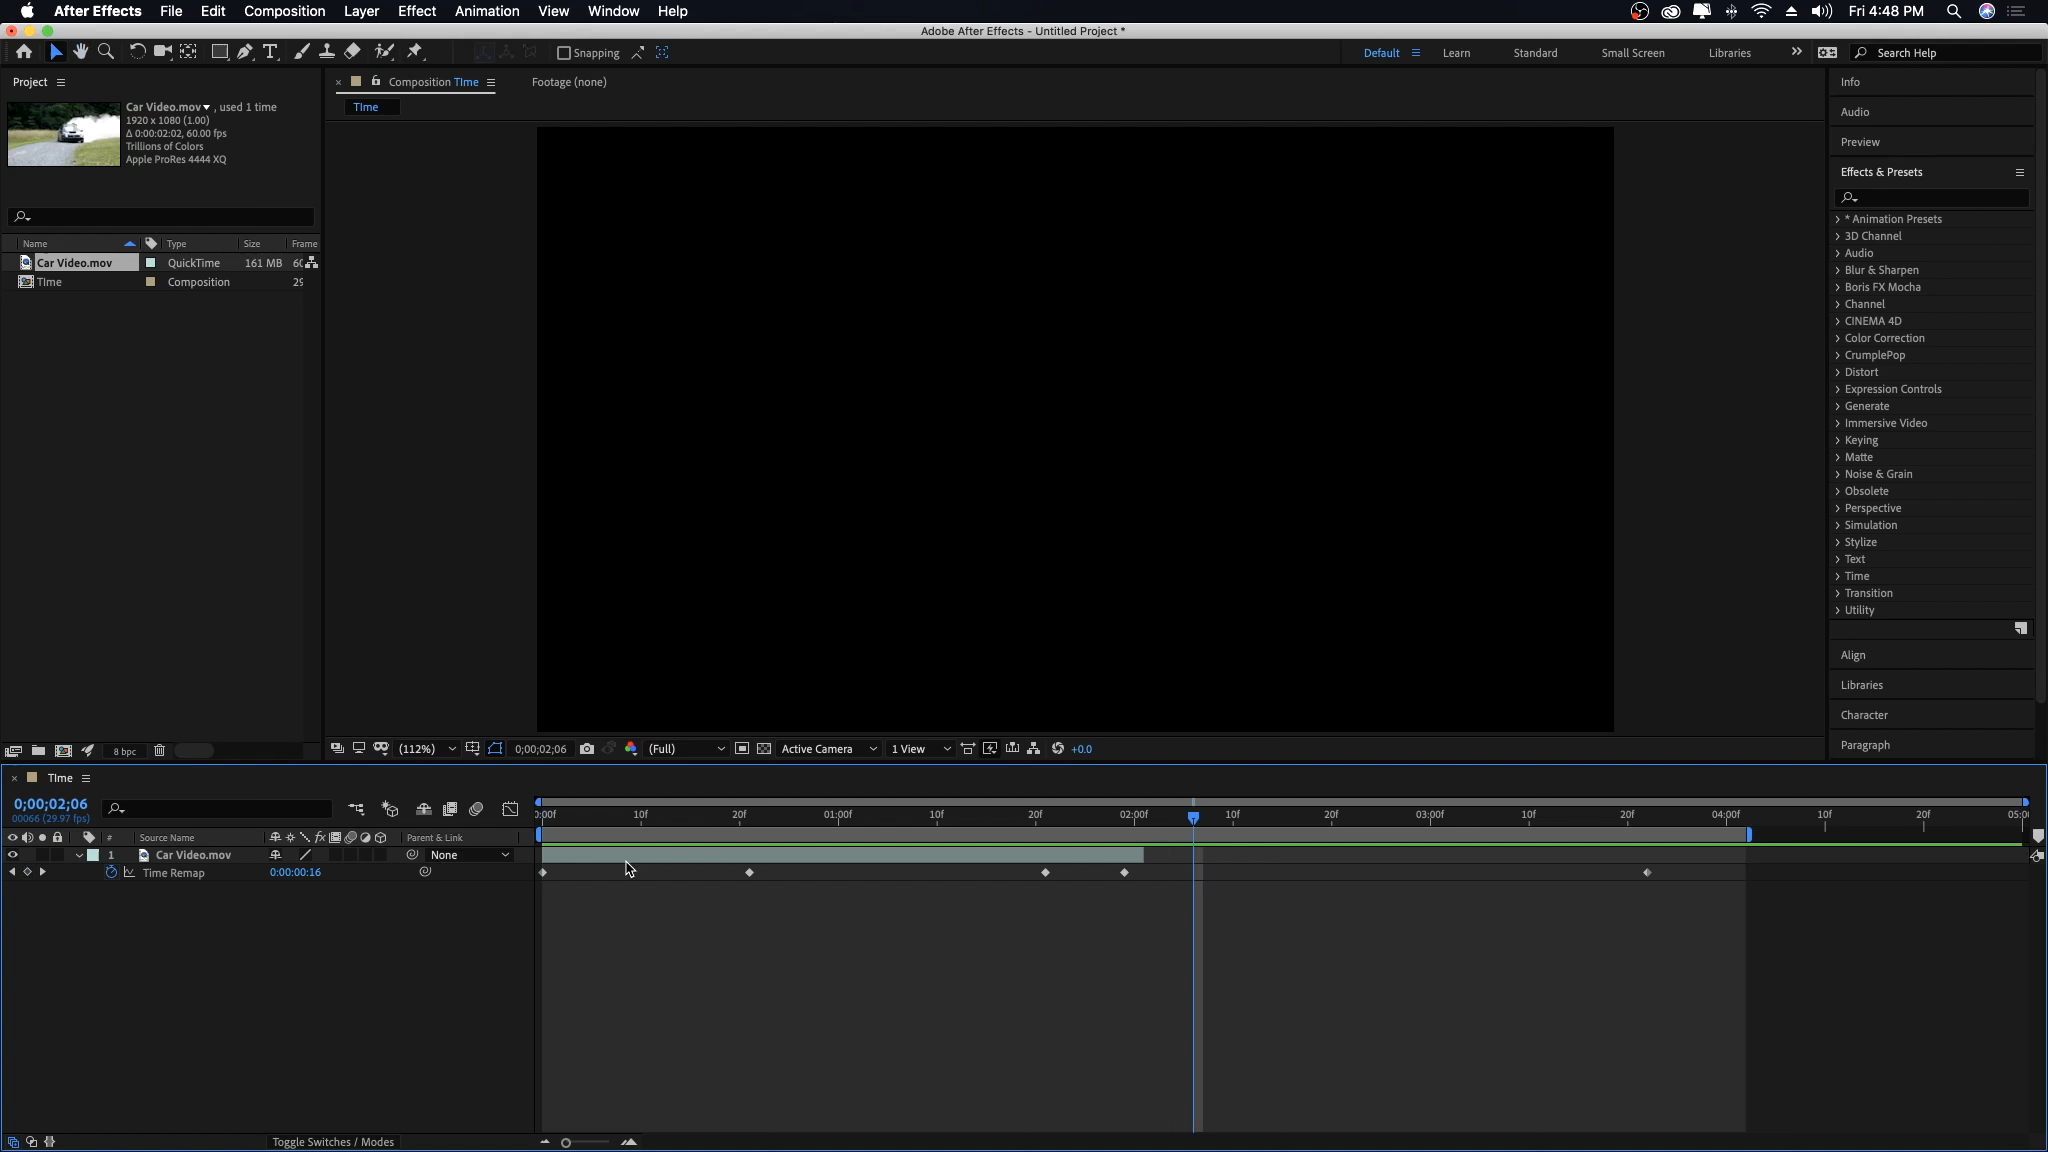 After Effects File Edit Composition Layer Effect Animation View Window Help Fri 4:48 PM
Adobe After Effects - Untitled Project *
Snapping Default Learn Standard Small Screen Libraries Search Help
Project
Car Video.mov , used 1 time
1920 x 1080 (1.00)
Δ 0:00:02:02, 60.00 fps
Trillions of Colors
Apple ProRes 4444 XQ
Name Type Size Frame
Car Video.mov QuickTime 161 MB 60
TIme Composition 29
8 bpc
Composition TIme Footage (none)
TIme
(112%) 0;00;02;06 (Full) Active Camera 1 View +0.0
Info
Audio
Preview
Effects & Presets
* Animation Presets
3D Channel
Audio
Blur & Sharpen
Boris FX Mocha
Channel
CINEMA 4D
Color Correction
CrumplePop
Distort
Expression Controls
Generate
Immersive Video
Keying
Matte
Noise & Grain
Obsolete
Perspective
Simulation
Stylize
Text
Time
Transition
Utility
Align
Libraries
Character
Paragraph
TIme
0;00;02;06
00066 (29.97 fps)
:00f 10f 20f 01:00f 10f 20f 02:00f 10f 20f 03:00f 10f 20f 04:00f 10f 20f 05:00
# Source Name fx Parent & Link
1 Car Video.mov None
Time Remap 0:00:00:16
Toggle Switches / Modes